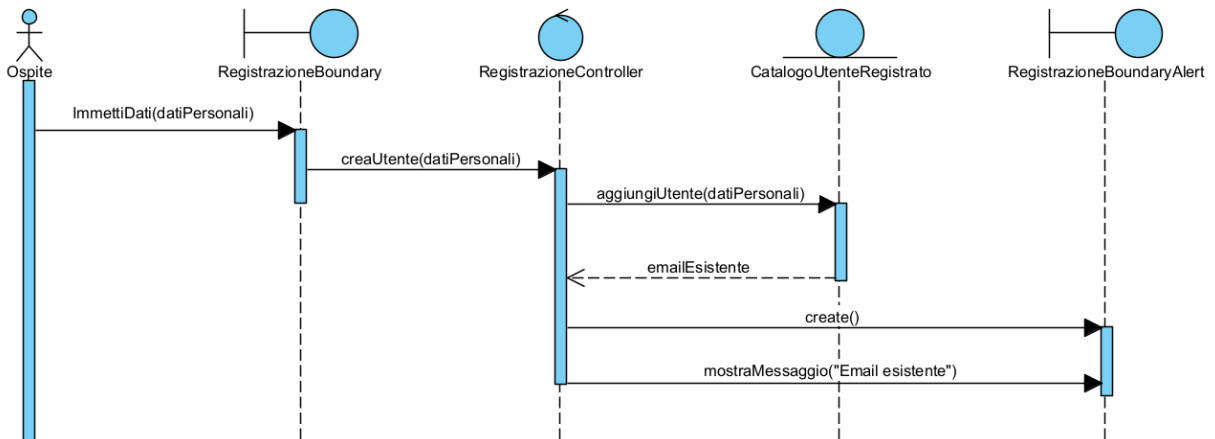 Ospite
RegistrazioneBoundary
RegistrazioneController
CatalogoUtenteRegistrato
RegistrazioneBoundaryAlert
ImmettiDati(datiPersonali)
creaUtente(datiPersonali)
aggiungiUtente(datiPersonali)
emailEsistente
create()
mostraMessaggio("Email esistente")